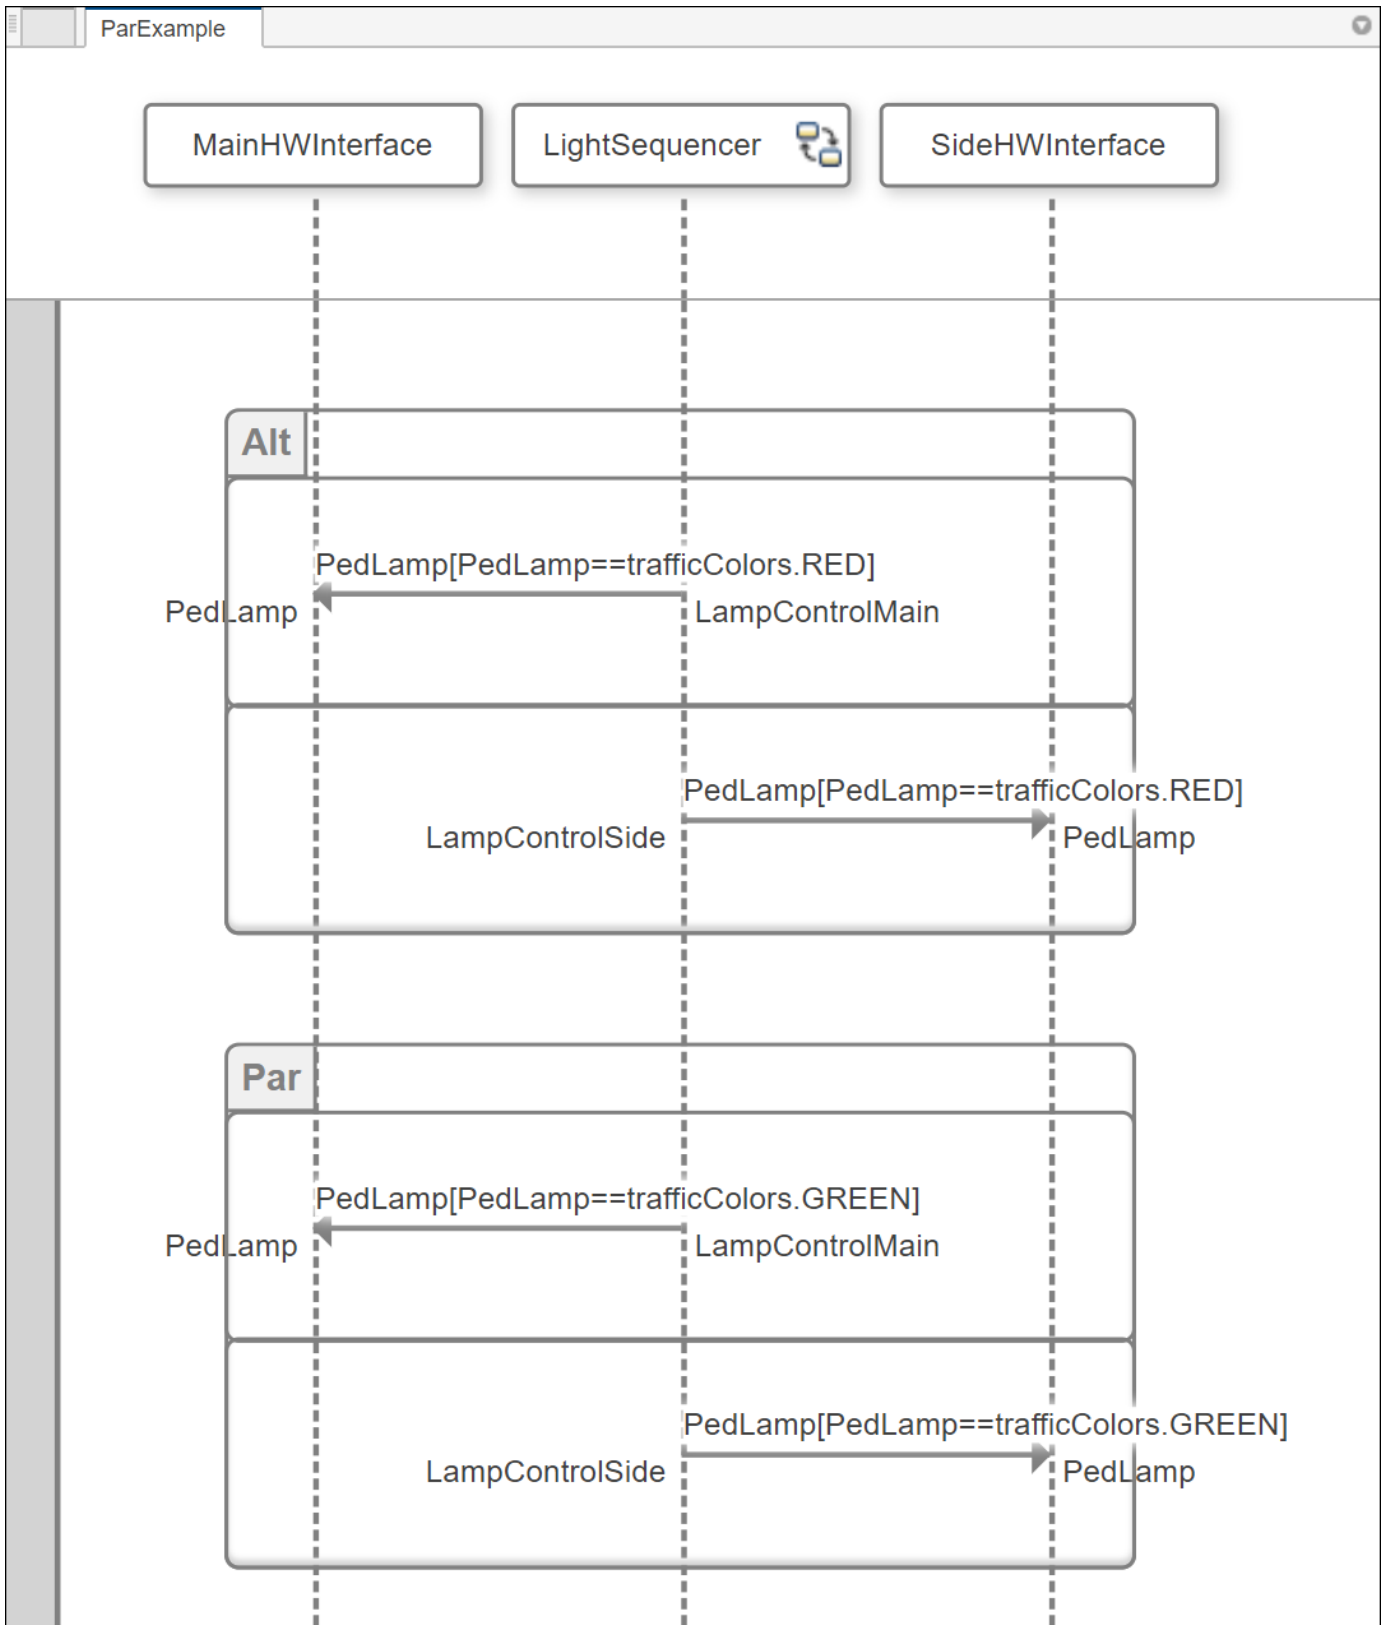 ParExample
MainHWInterface
LightSequencer
SideHWInterface
Alt
PedLamp[PedLamp==trafficColors.RED]
PedLamp
LampControlMain
PedLamp[PedLamp==trafficColors.RED]
LampControlSide
PedLamp
Par
PedLamp[PedLamp==trafficColors.GREEN]
PedLamp
LampControlMain
PedLamp[PedLamp==trafficColors.GREEN]
LampControlSide
PedLamp